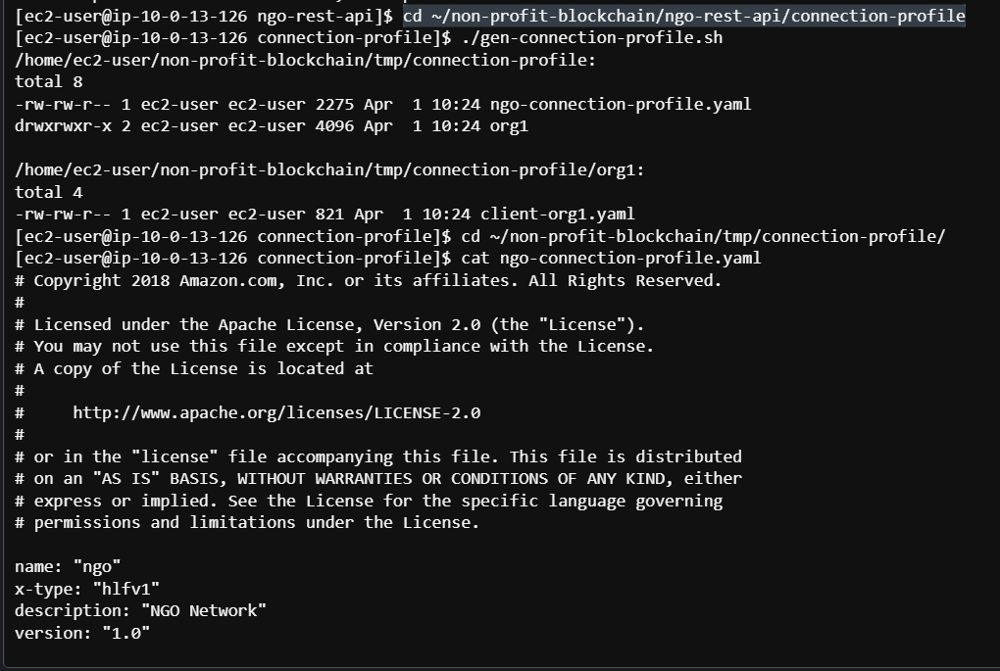 [ec2-user@ip-10-0-13-126 ngo-rest-api]$ cd ~/non-profit-blockchain/ngo-rest-api/connection-profile
[ec2-user@ip-10-0-13-126 connection-profile]$ ./gen-connection-profile.sh
/home/ec2-user/non-profit-blockchain/tmp/connection-profile:
total 8
-rw-rw-r-- 1 ec2-user ec2-user 2275 Apr  1 10:24 ngo-connection-profile.yaml
drwxrwxr-x 2 ec2-user ec2-user 4096 Apr  1 10:24 org1
/home/ec2-user/non-profit-blockchain/tmp/connection-profile/org1:
total 4
-rw-rw-r-- 1 ec2-user ec2-user 821 Apr  1 10:24 client-org1.yaml
[ec2-user@ip-10-0-13-126 connection-profile]$ cd ~/non-profit-blockchain/tmp/connection-profile/
[ec2-user@ip-10-0-13-126 connection-profile]$ cat ngo-connection-profile.yaml
# Copyright 2018 Amazon.com, Inc. or its affiliates. All Rights Reserved.
#
# Licensed under the Apache License, Version 2.0 (the "License").
# You may not use this file except in compliance with the License.
# A copy of the License is located at
#
#     http://www.apache.org/licenses/LICENSE-2.0
#
# or in the "license" file accompanying this file. This file is distributed
# on an "AS IS" BASIS, WITHOUT WARRANTIES OR CONDITIONS OF ANY KIND, either
# express or implied. See the License for the specific language governing
# permissions and limitations under the License.
name: "ngo"
x-type: "hlfv1"
description: "NGO Network"
version: "1.0"